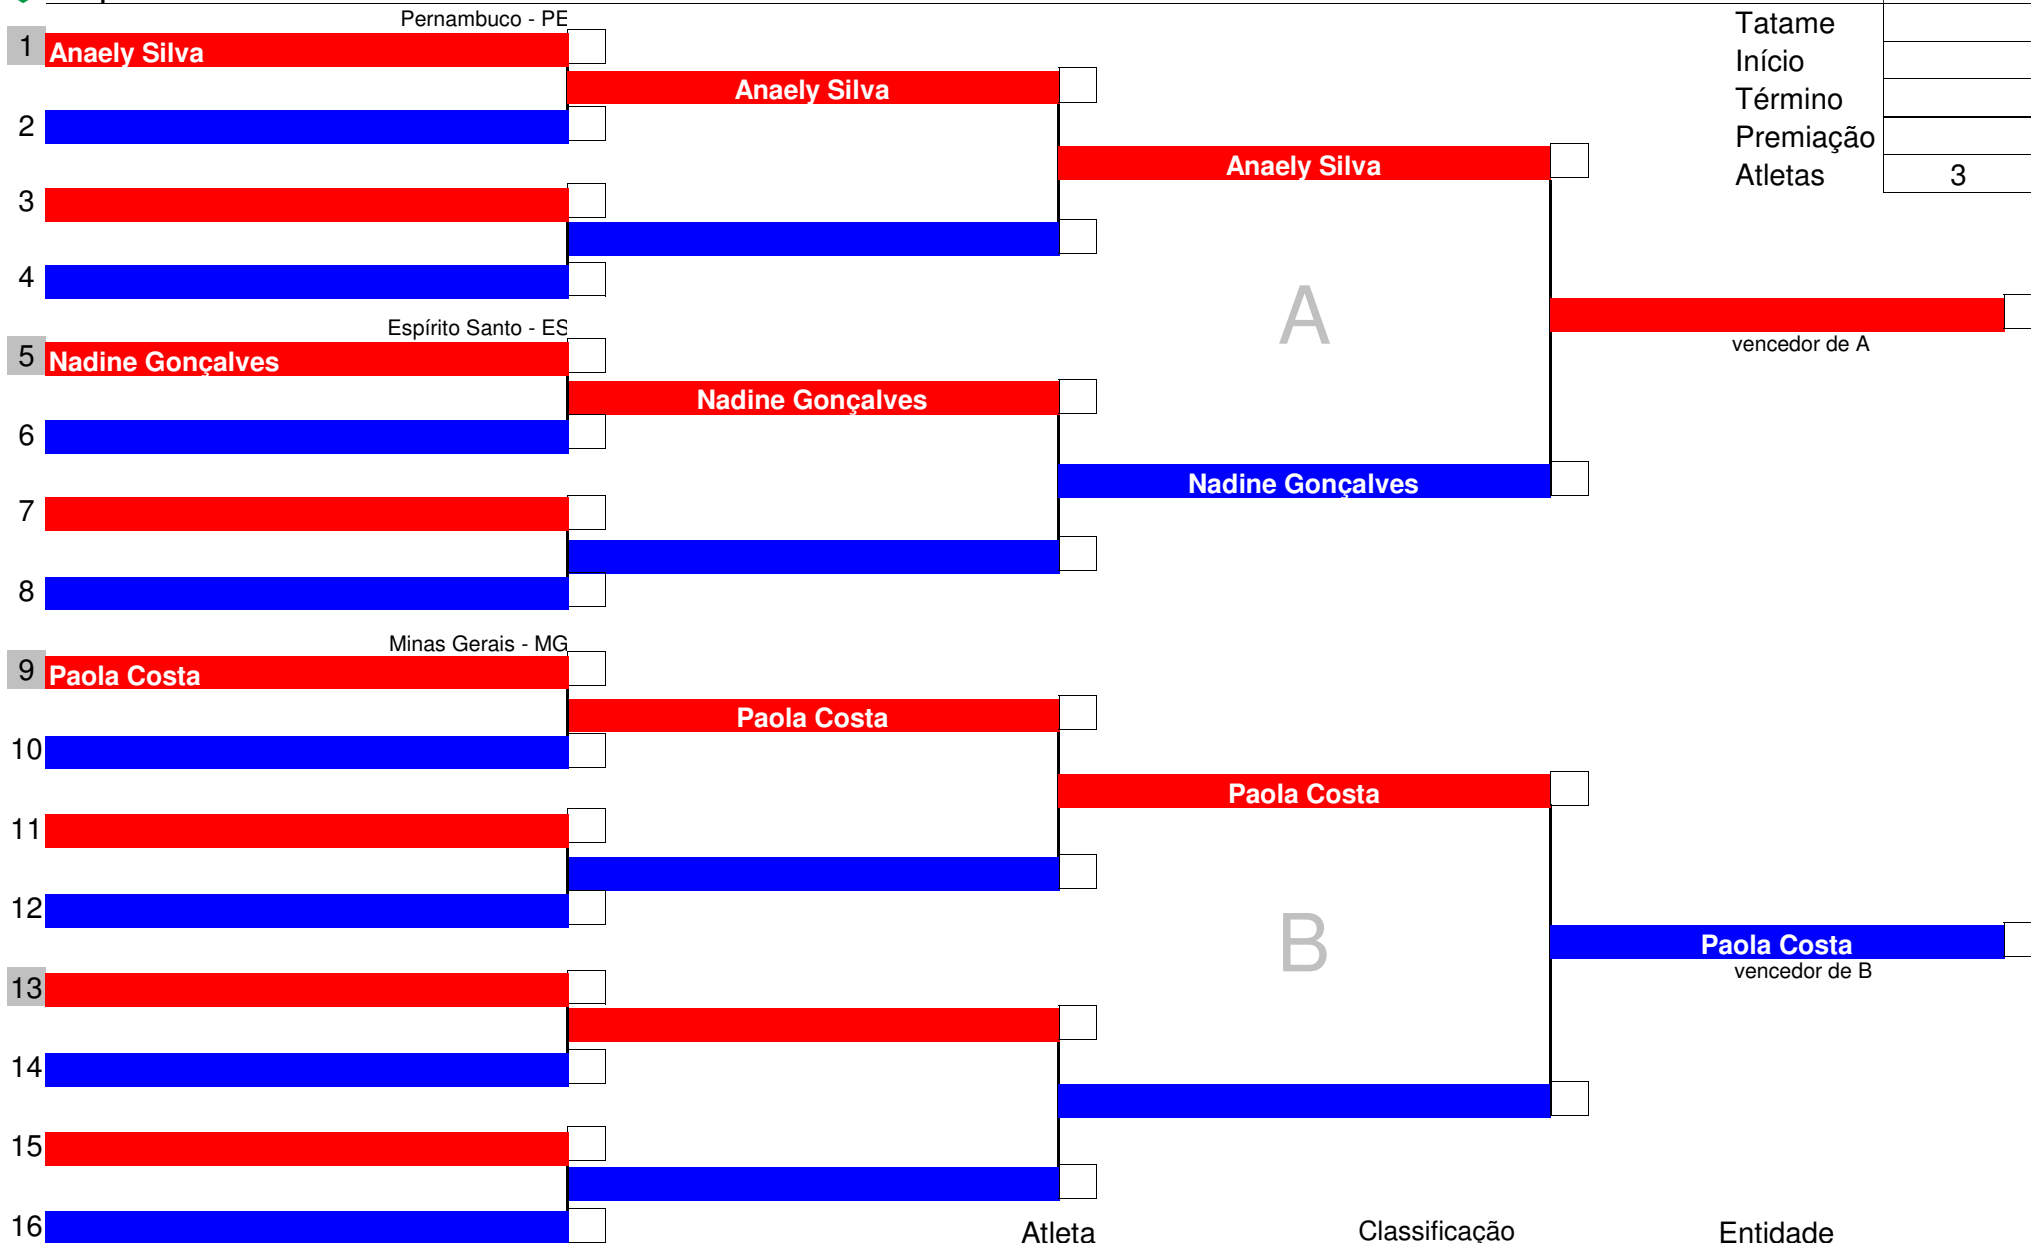 Pernambuco - PE
1 Anaely Silva
Anaely Silva
2
Anaely Silva
3
4
Tatame
Início
Término
Premiação
Atletas 3
A
vencedor de A
Espírito Santo - ES
5 Nadine Gonçalves
Nadine Gonçalves
6
Nadine Gonçalves
7
8
Minas Gerais - MG
9 Paola Costa
Paola Costa
10
Paola Costa
11
12
B
Paola Costa
vencedor de B
13
14
15
16
Atleta Classificação Entidade